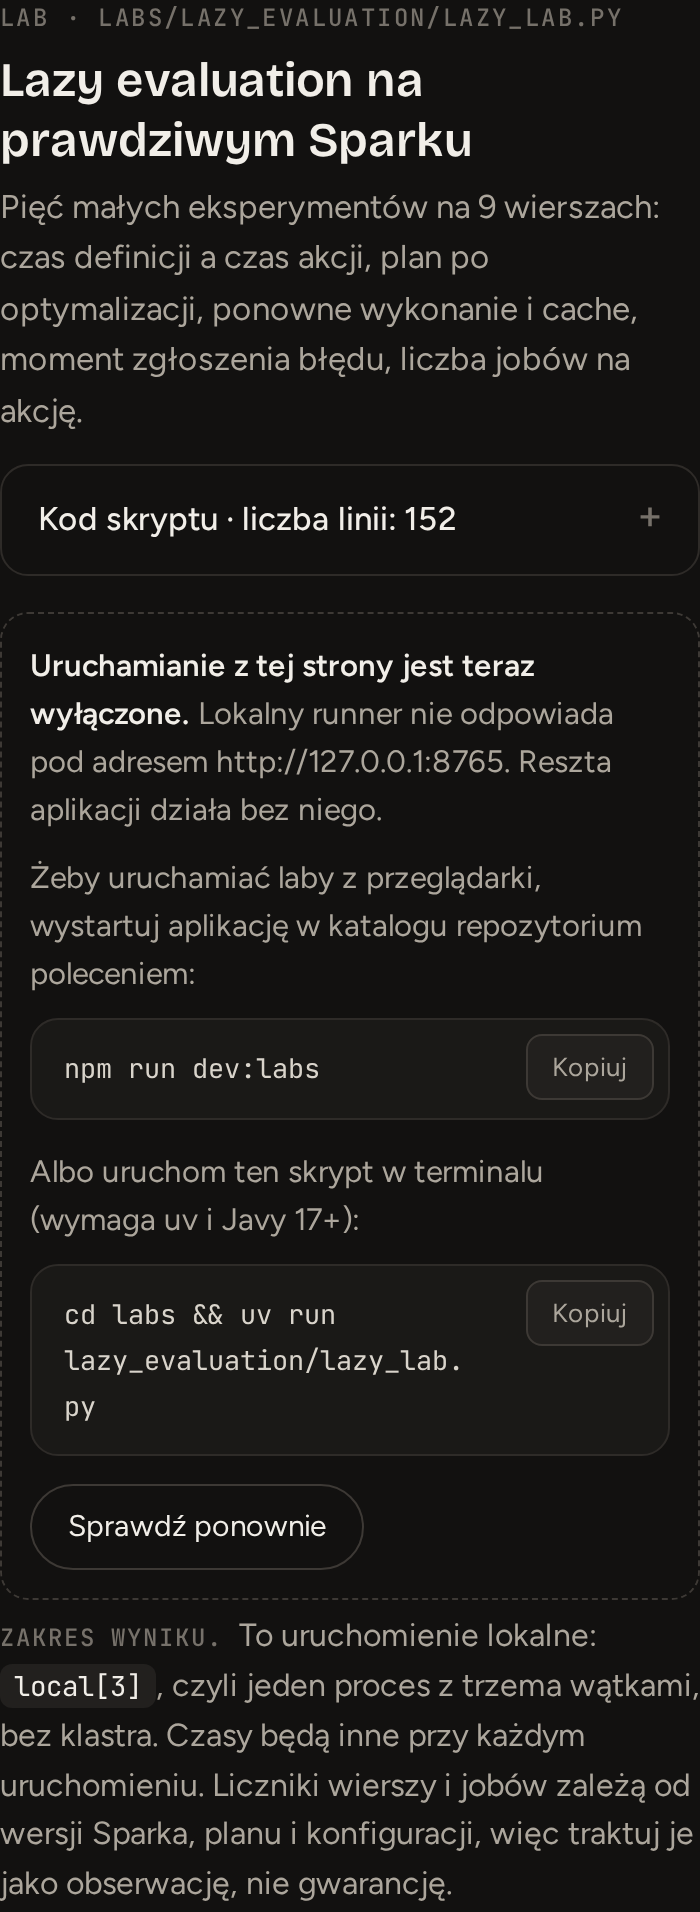 LAB · LABS/LAZY_EVALUATION/LAZY_LAB.PY
Lazy evaluation na
prawdziwym Sparku
Pięć małych eksperymentów na 9 wierszach:
czas definicji a czas akcji, plan po
optymalizacji, ponowne wykonanie i cache,
moment zgłoszenia błędu, liczba jobów na
akcję.
Kod skryptu · liczba linii: 152 +
Uruchamianie z tej strony jest teraz
wyłączone. Lokalny runner nie odpowiada
pod adresem http://127.0.0.1:8765. Reszta
aplikacji działa bez niego.
Żeby uruchamiać laby z przeglądarki,
wystartuj aplikację w katalogu repozytorium
poleceniem:
npm run dev:labs Kopiuj
Albo uruchom ten skrypt w terminalu
(wymaga uv i Javy 17+):
cd labs && uv run Kopiuj
lazy_evaluation/lazy_lab.
py
Sprawdź ponownie
ZAKRES WYNIKU. To uruchomienie lokalne:
local[3], czyli jeden proces z trzema wątkami,
bez klastra. Czasy będą inne przy każdym
uruchomieniu. Liczniki wierszy i jobów zależą od
wersji Sparka, planu i konfiguracji, więc traktuj je
jako obserwację, nie gwarancję.